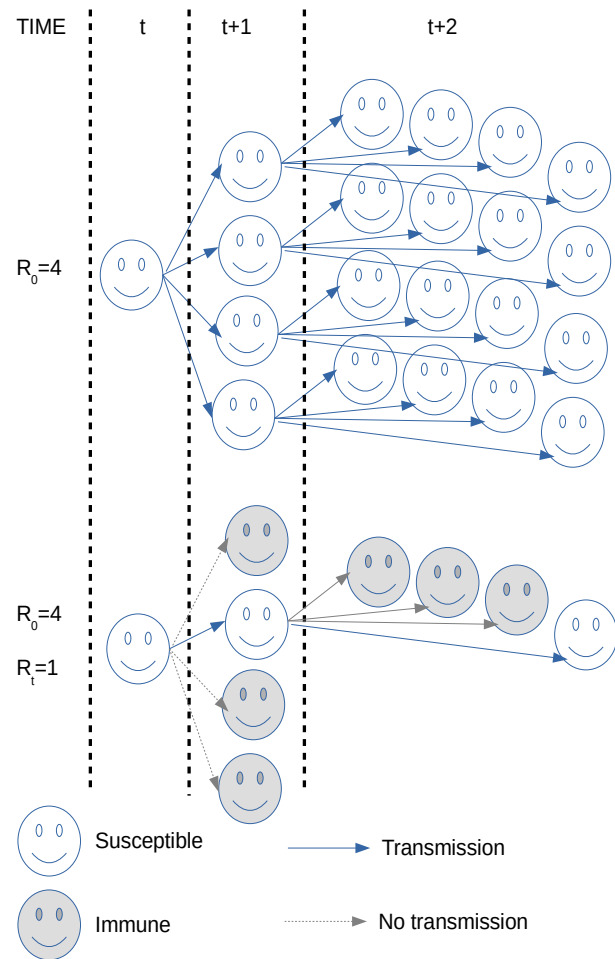 TIME t t+1 t+2
R0=4
R0=4
Rt=1
Susceptible Transmission
Immune No transmission